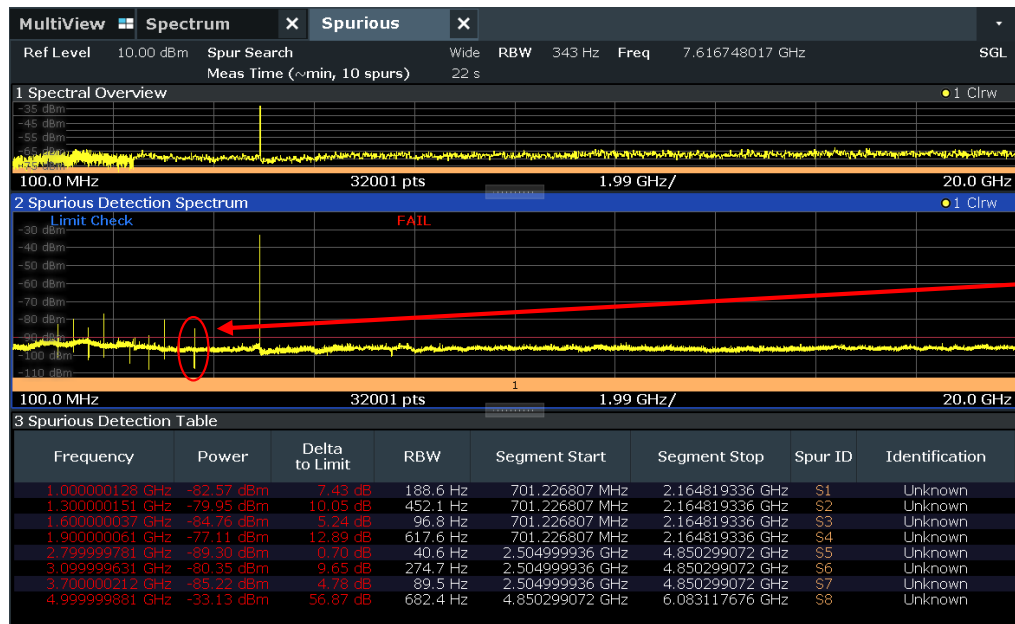 MultiView Spectrum X Spurious X
Ref Level 10.00 dBm Spur Search Wide RBW 343 Hz Freq 7.616748017 GHz SGL
Meas Time (~min, 10 spurs) 22 s
1 Spectral Overview 1 Clrw
-35 dBm
-45 dBm
-55 dBm
100.0 MHz 32001 pts 1.99 GHz/ 20.0 GHz
2 Spurious Detection Spectrum 1 Clrw
Limit Check FAIL
-30 dBm
-40 dBm
-50 dBm
-60 dBm
-70 dBm
-80 dBm
-90 dBm
-100 dBm
-110 dBm
1
100.0 MHz 32001 pts 1.99 GHz/ 20.0 GHz
3 Spurious Detection Table
Frequency Power Delta to Limit RBW Segment Start Segment Stop Spur ID Identification
1.000000128 GHz -82.57 dBm 7.43 dB 188.6 Hz 701.226807 MHz 2.164819336 GHz S1 Unknown
1.300000151 GHz -79.95 dBm 10.05 dB 452.1 Hz 701.226807 MHz 2.164819336 GHz S2 Unknown
1.600000037 GHz -84.76 dBm 5.24 dB 96.8 Hz 701.226807 MHz 2.164819336 GHz S3 Unknown
1.900000061 GHz -77.11 dBm 12.89 dB 617.6 Hz 701.226807 MHz 2.164819336 GHz S4 Unknown
2.799999781 GHz -89.30 dBm 0.70 dB 40.6 Hz 2.504999936 GHz 4.850299072 GHz S5 Unknown
3.099999631 GHz -80.35 dBm 9.65 dB 274.7 Hz 2.504999936 GHz 4.850299072 GHz S6 Unknown
3.700000212 GHz -85.22 dBm 4.78 dB 89.5 Hz 2.504999936 GHz 4.850299072 GHz S7 Unknown
4.999999881 GHz -33.13 dBm 56.87 dB 682.4 Hz 4.850299072 GHz 6.083117676 GHz S8 Unknown